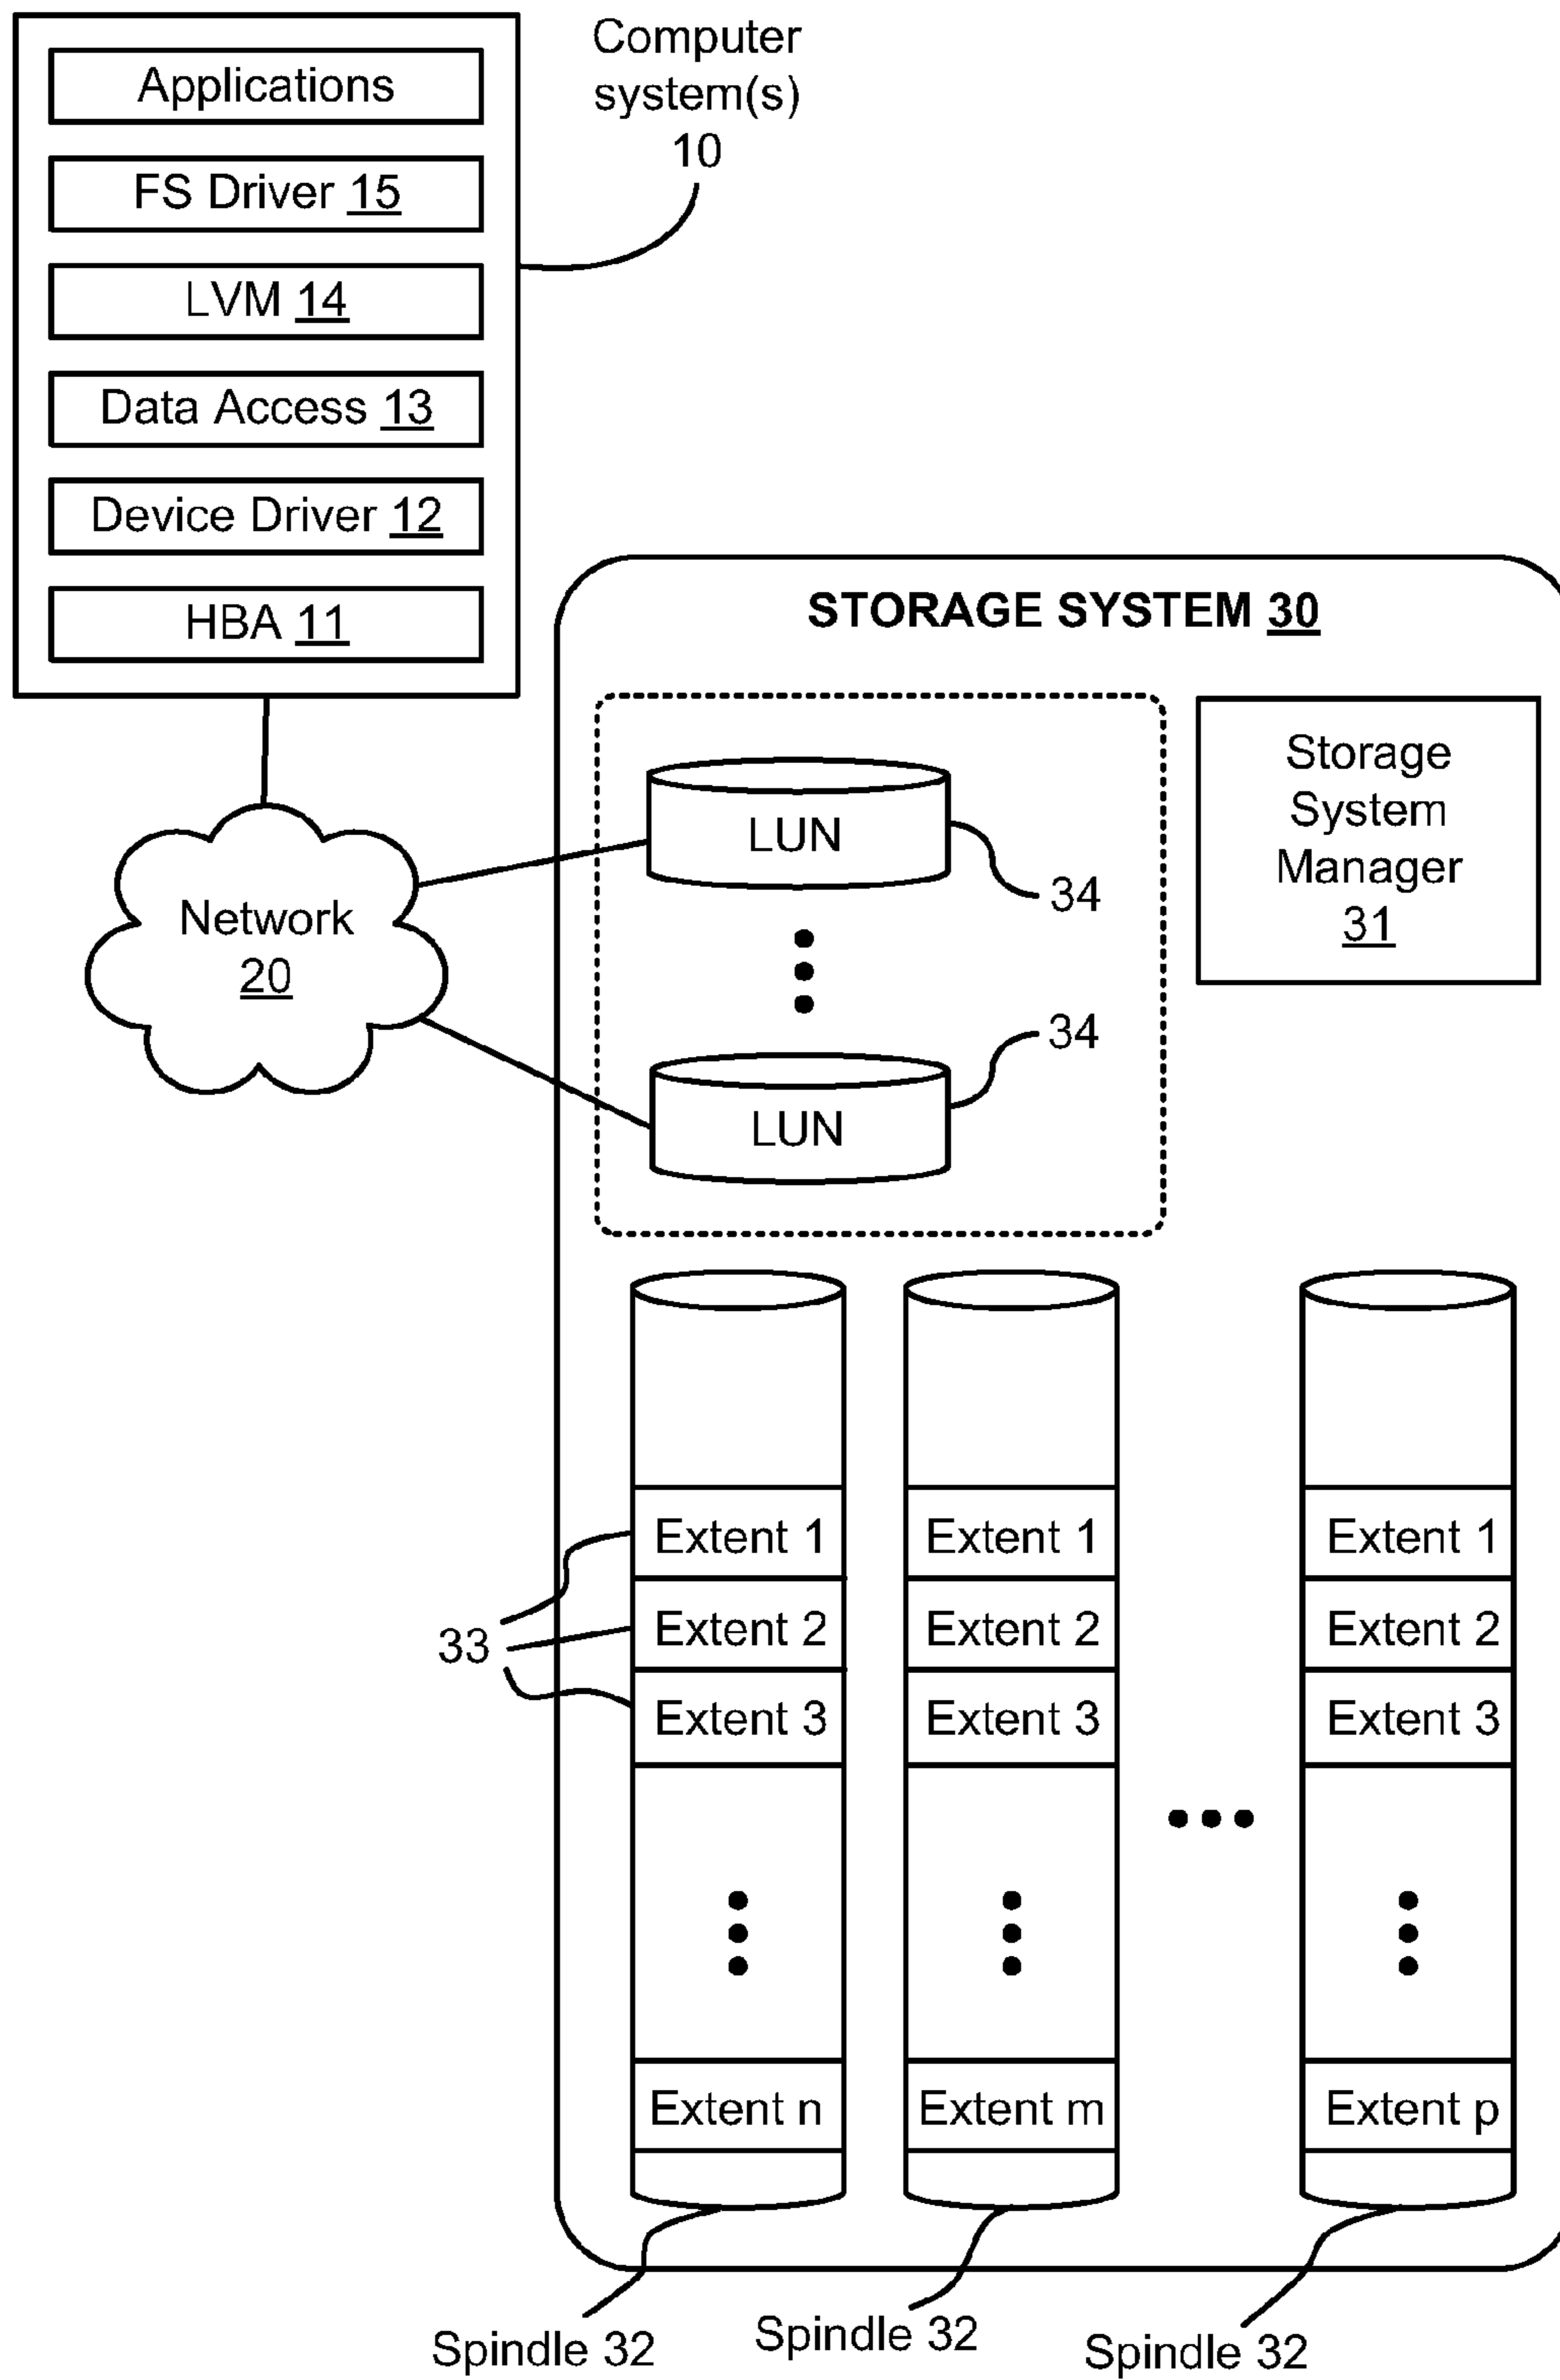 Applications
FS Driver 15
LVM 14
Data Access 13
Device Driver 12
HBA 11
Computer
system(s)
10
Network
20
STORAGE SYSTEM 30
LUN
34
34
LUN
Storage
System
Manager
31
Extent 1
Extent 2
Extent 3
Extent n
33
Extent 1
Extent 2
Extent 3
Extent m
Extent 1
Extent 2
Extent 3
Extent p
Spindle 32
Spindle 32
Spindle 32